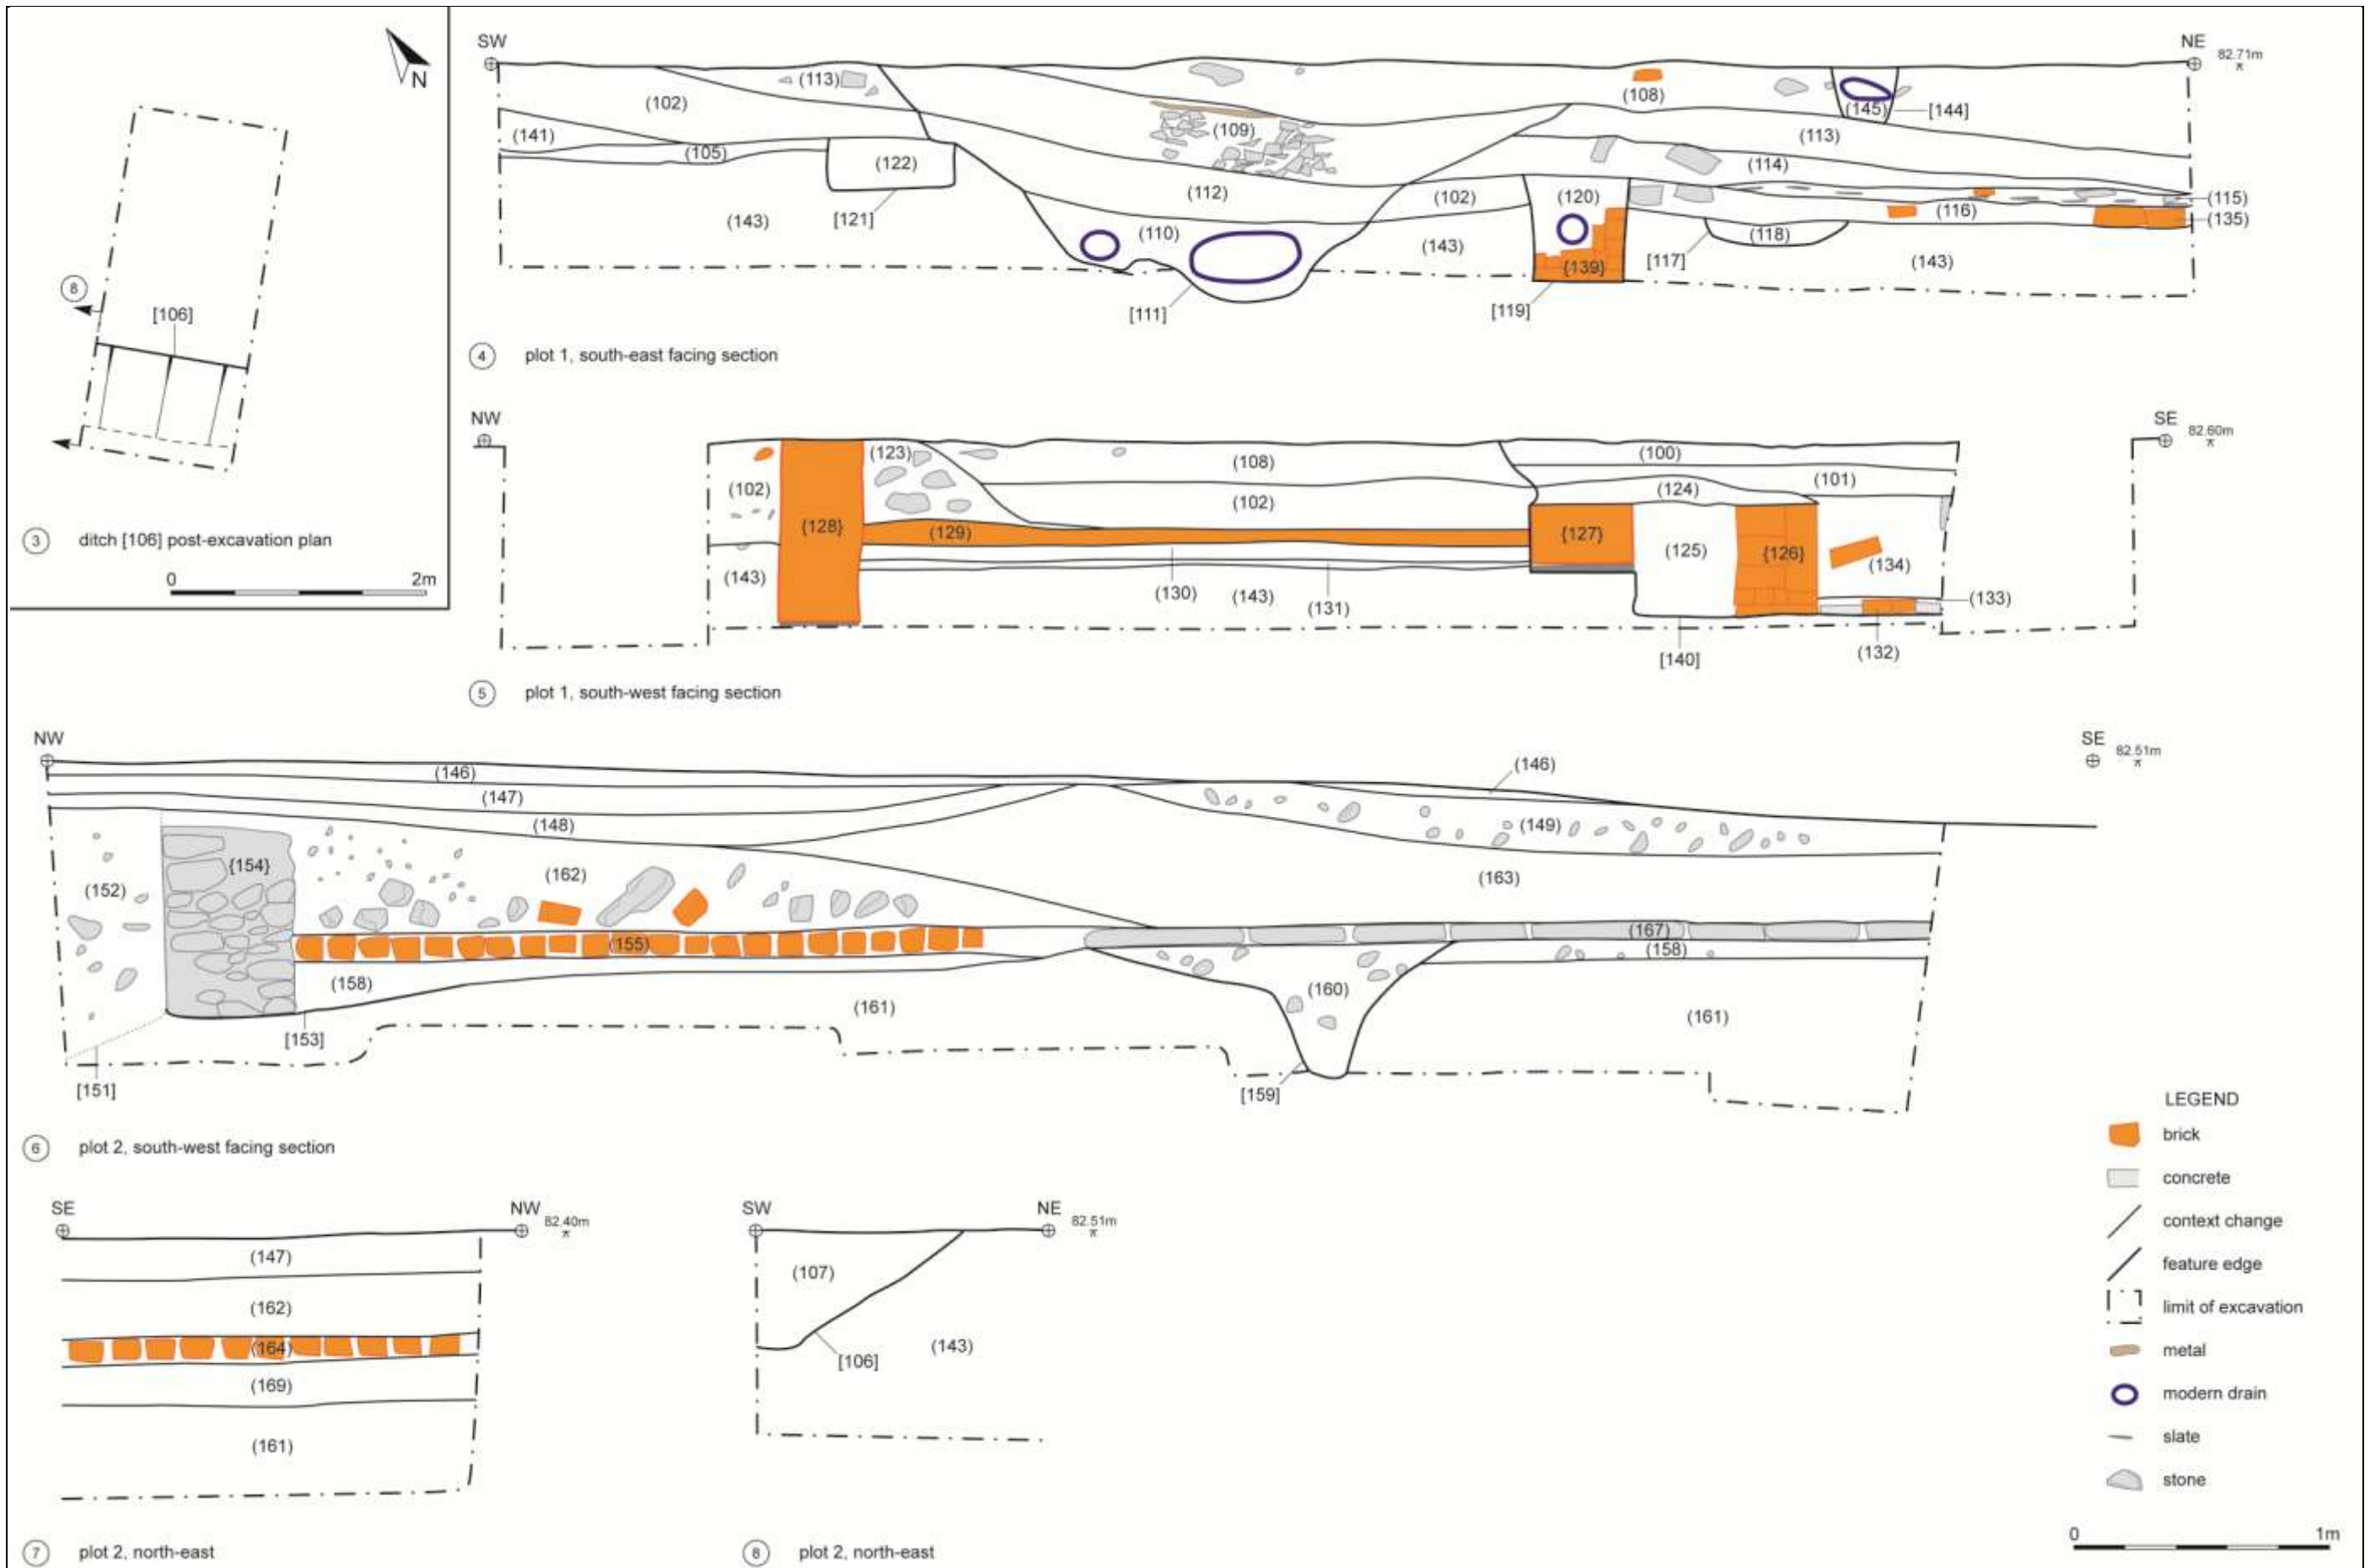 N
8
[106]
3 ditch [106] post-excavation plan
0 2m
SW NE
82.71m
(113)
(102)
(108)
(145)
[144]
(141)
(105)
(122)
(109)
(113)
(114)
(112)
(102)
(120)
(115)
(116)
(135)
[121]
(143)
(110)
(143)
{139}
[117]
(118)
(143)
[111]
[119]
4 plot 1, south-east facing section
NW SE
82.60m
(123)
(108)
(100)
(102)
(101)
(102)
(124)
{128}
(129)
{127}
(125)
{126}
(134)
(143)
(130)
(143)
(131)
(133)
[140]
(132)
5 plot 1, south-west facing section
NW SE
82.51m
(146)
(146)
(147)
(148)
(149)
{154}
(152)
(162)
(163)
(155)
(167)
(158)
(158)
(160)
(161)
(161)
[153]
[151]
[159]
6 plot 2, south-west facing section
SE NW
82.40m
(147)
(162)
(164)
(169)
(161)
7 plot 2, north-east
SW NE
82.51m
(107)
[106]
(143)
8 plot 2, north-east
LEGEND
brick
concrete
context change
feature edge
limit of excavation
metal
modern drain
slate
stone
0 1m